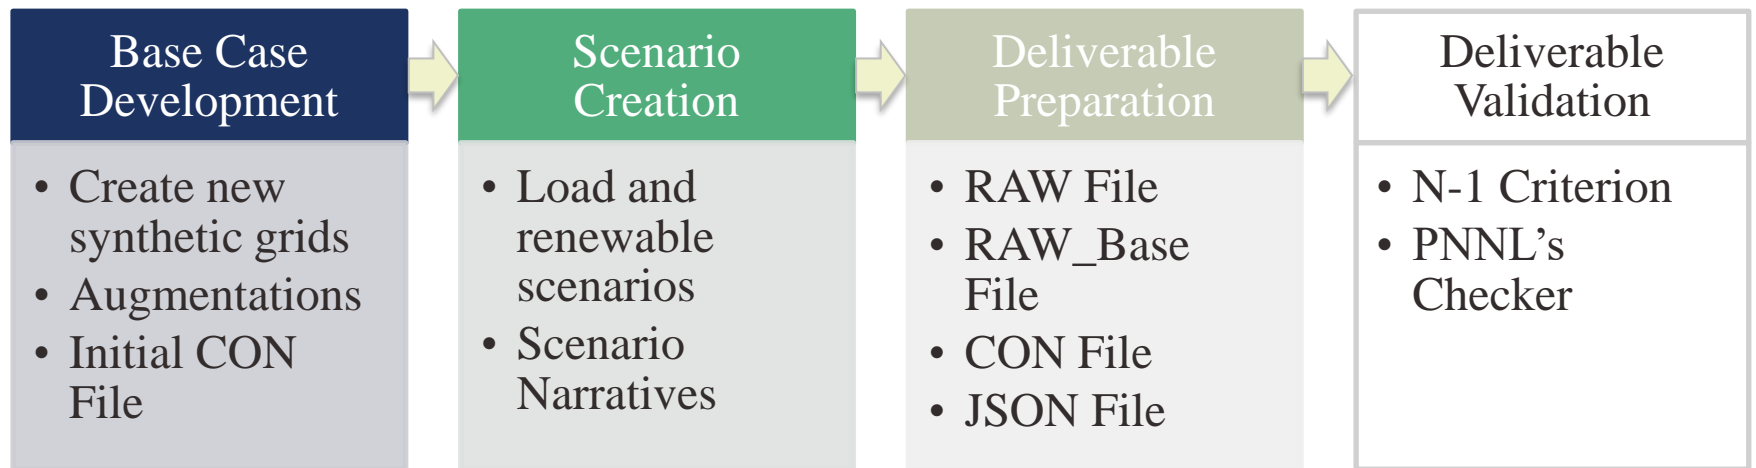 Base Case
Development
• Create new
synthetic grids
• Augmentations
• Initial CON
File
Scenario
Creation
• Load and
renewable
scenarios
• Scenario
Narratives
Deliverable
Preparation
• RAW File
• RAW_Base
File
• CON File
• JSON File
Deliverable
Validation
• N-1 Criterion
• PNNL’s
Checker